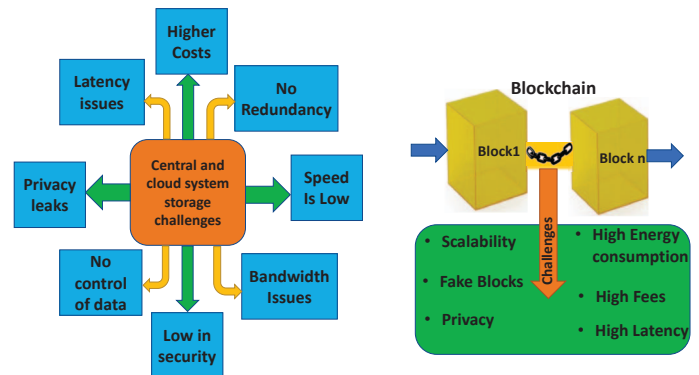 Higher
Costs
Latency
issues
No
Redundancy
Central and
cloud system
storage
challenges
Privacy
leaks
Speed
Is Low
No
control
of data
Bandwidth
Issues
Low in
security
Blockchain
Block1
Block n
Challenges
• Scalability
• Fake Blocks
• Privacy
• High Energy
consumption
• High Fees
• High Latency